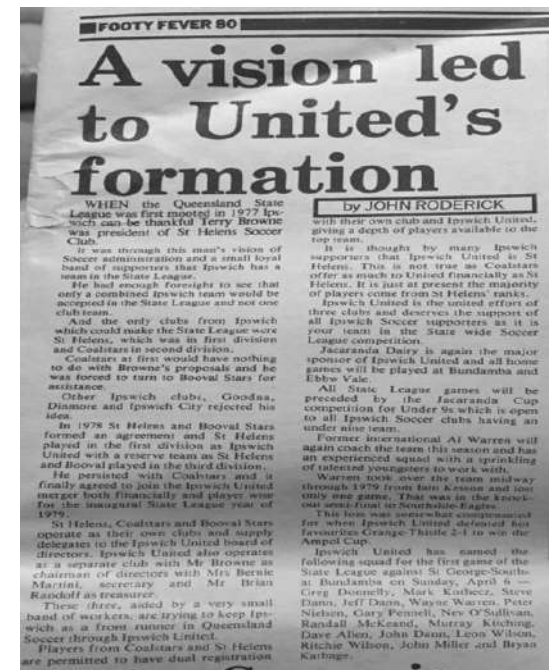 FOOTY FEVER 80
A vision led
to United's
formation
by JOHN RODERICK
WHEN the Queensland State
League was first mooted in 1977 Ips-
wich can be thankful Terry Browne
was president of St Helens Soccer
Club.
It was through this man's vision of
Soccer administration and a small loyal
band of supporters that Ipswich has a
team in the State League.
He had enough foresight to see that
only a combined Ipswich team would be
accepted in the State League and not one
club team.
And the only clubs from Ipswich
which could make the State League were
St Helens, which was in first division
and Coalstars in second division.
Coalstars at first would have nothing
to do with Browne's proposals and he
was forced to turn to Booval Stars for
assistance.
Other Ipswich clubs, Goodna,
Dinmore and Ipswich City rejected his
idea.
In 1978 St Helens and Booval Stars
formed an agreement and St Helens
played in the first division as Ipswich
United with a reserve team as St Helens
and Booval played in the third division.
He persisted with Coalstars and it
finally agreed to join the Ipswich United
merger both financially and player wise
for the inaugural State League year of
1979.
St Helens, Coalstars and Booval Stars
operate as their own clubs and supply
delegates to the Ipswich United board of
directors. Ipswich United also operates
as a separate club with Mr Browne as
chairman of directors with Mrs Bernie
Martini, secretary and Mr Brian
Randolf as treasurer.
These three, aided by a very small
band of workers, are trying to keep Ips-
wich as a front runner in Queensland
Soccer through Ipswich United.
Players from Coalstars and St Helens
are permitted to have dual registration
with their own club and Ipswich United,
giving a depth of players available to the
top team.
It is thought by many Ipswich
supporters that Ipswich United is St
Helens. This is not true as Coalstars
offer as much to United financially as St
Helens. It is just at present the majority
of players come from St Helens' ranks.
Ipswich United is the united effort of
three clubs and deserves the support of
all Ipswich Soccer supporters as it is
your team in the State wide Soccer
League competition.
Jacaranda Dairy is again the major
sponsor of Ipswich United and all home
games will be played at Bundamba and
Ebbw Vale.
All State League games will be
preceded by the Jacaranda Cup
competition for Under 9s which is open
to all Ipswich Soccer clubs having an
under nine team.
Former international Al Warren will
again coach the team this season and has
an experienced squad with a sprinkling
of talented youngsters to work with.
Warren took over the team midway
through 1979 from Iain Kesson and lost
only one game. That was in the knock-
out semi-final to Southside-Eagles.
This loss was somewhat compensated
for when Ipswich United defeated hot
favourites Grange-Thistle 2-1 to win the
Ampol Cup.
Ipswich United has named the
following squad for the first game of the
State League against St George-Souths
at Bundamba on Sunday, April 6 —
Greg Donnelly, Mark Steve
Dann, Jeff Dann, Wayne Warren, Peter
Nielsen, Gary Pennell, Nev O'Sullivan,
Randall McKeand, Murray Kitching,
Dave Allen, John Dann, Leon Wilson,
Ritchie Wilson, John Miller and Bryan